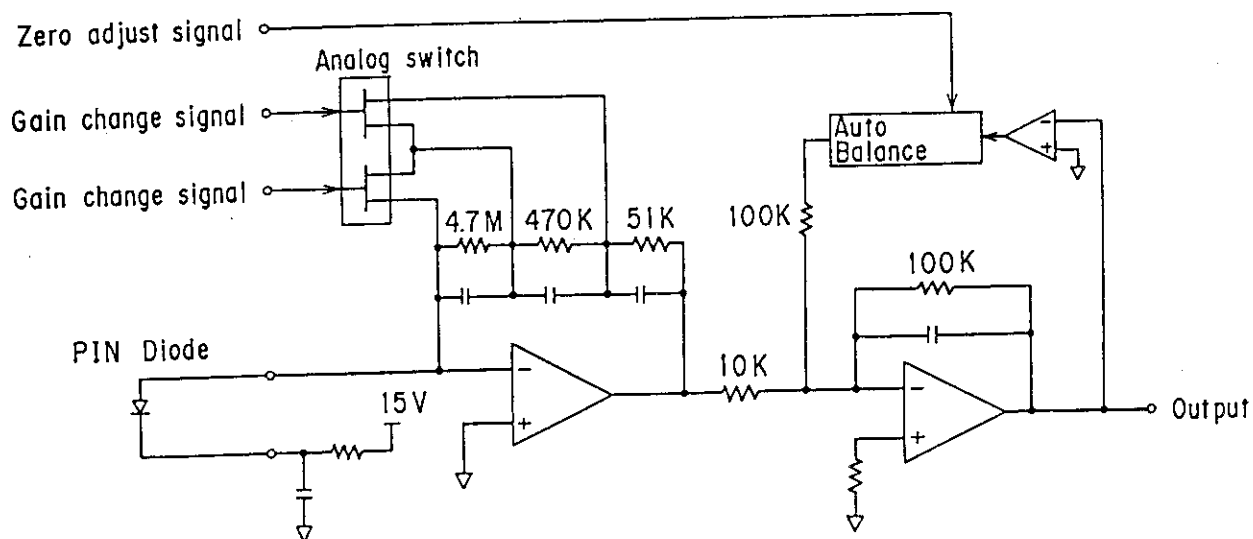 Zero adjust signal
Analog switch
Gain change signal
Gain change signal
Auto
Balance
-
+
4.7M
470K
51K
100K
100K
PIN Diode
15V
-
+
10K
-
+
Output